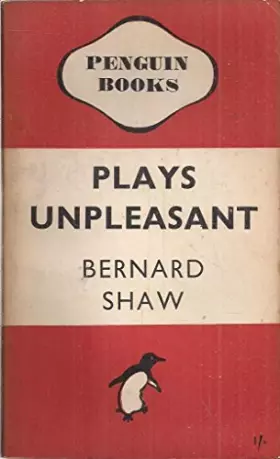 PENGUIN
BOOKS
PLAYS
UNPLEASANT
BERNARD
SHAW
1/-